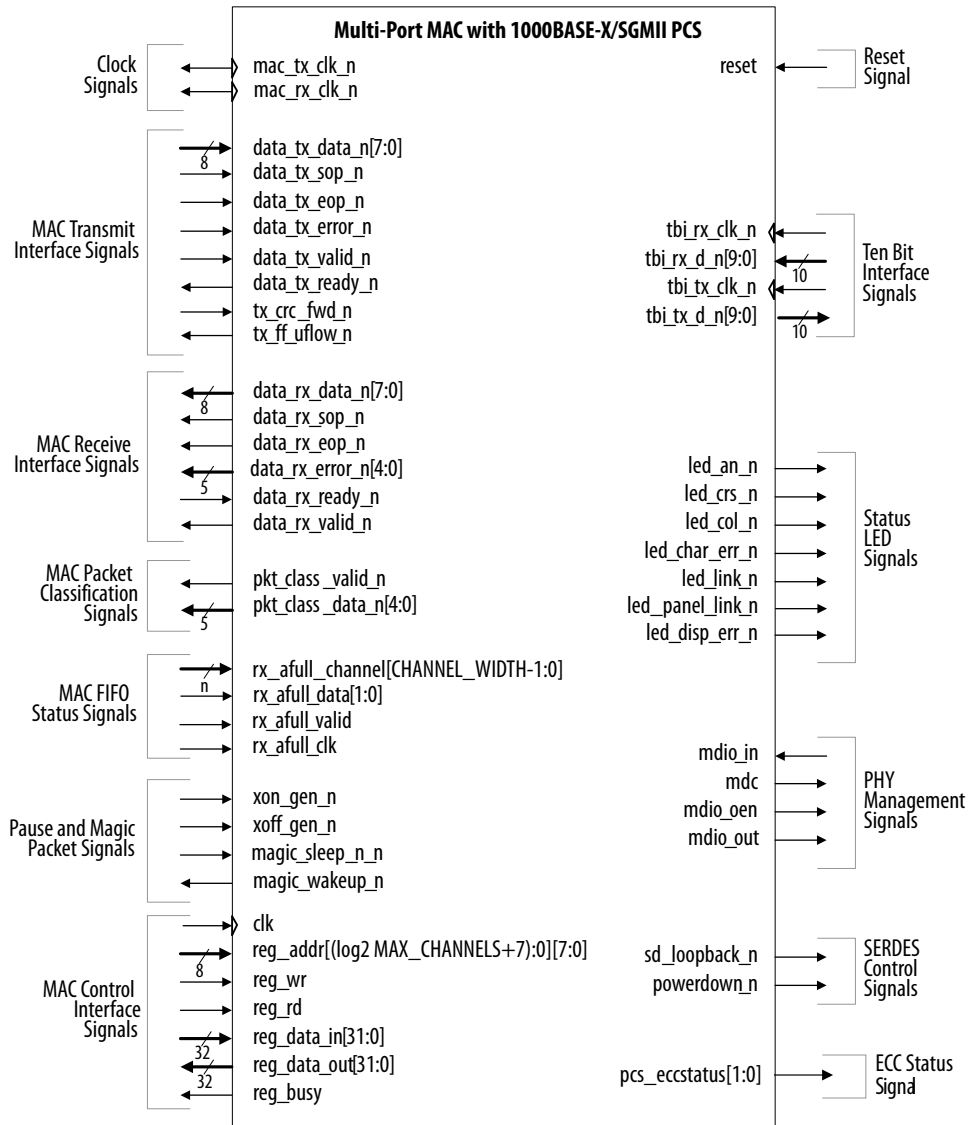 Multi-Port MAC with 1000BASE-X/SGMII PCS
Clock
Signals
mac_tx_clk_n
mac_rx_clk_n
MAC Transmit
Interface Signals
data_tx_data_n[7:0]
8
data_tx_sop_n
data_tx_eop_n
data_tx_error_n
data_tx_valid_n
data_tx_ready_n
tx_crc_fwd_n
tx_ff_uflow_n
MAC Receive
Interface Signals
data_rx_data_n[7:0]
8
data_rx_sop_n
data_rx_eop_n
data_rx_error_n[4:0]
5
data_rx_ready_n
data_rx_valid_n
MAC Packet
Classification
Signals
pkt_class_valid_n
pkt_class_data_n[4:0]
5
MAC FIFO
Status Signals
rx_afull_channel[CHANNEL_WIDTH-1:0]
n
rx_afull_data[1:0]
rx_afull_valid
rx_afull_clk
Pause and Magic
Packet Signals
xon_gen_n
xoff_gen_n
magic_sleep_n_n
magic_wakeup_n
MAC Control
Interface
Signals
clk
reg_addr[(log2 MAX_CHANNELS+7):0][7:0]
8
reg_wr
reg_rd
reg_data_in[31:0]
32
reg_data_out[31:0]
32
reg_busy
reset
Reset
Signal
tbi_rx_clk_n
tbi_rx_d_n[9:0]
10
tbi_tx_clk_n
tbi_tx_d_n[9:0]
10
Ten Bit
Interface
Signals
led_an_n
led_crs_n
led_col_n
led_char_err_n
led_link_n
led_panel_link_n
led_disp_err_n
Status
LED
Signals
mdio_in
mdc
mdio_oen
mdio_out
PHY
Management
Signals
sd_loopback_n
powerdown_n
SERDES
Control
Signals
pcs_eccstatus[1:0]
ECC Status
Signal